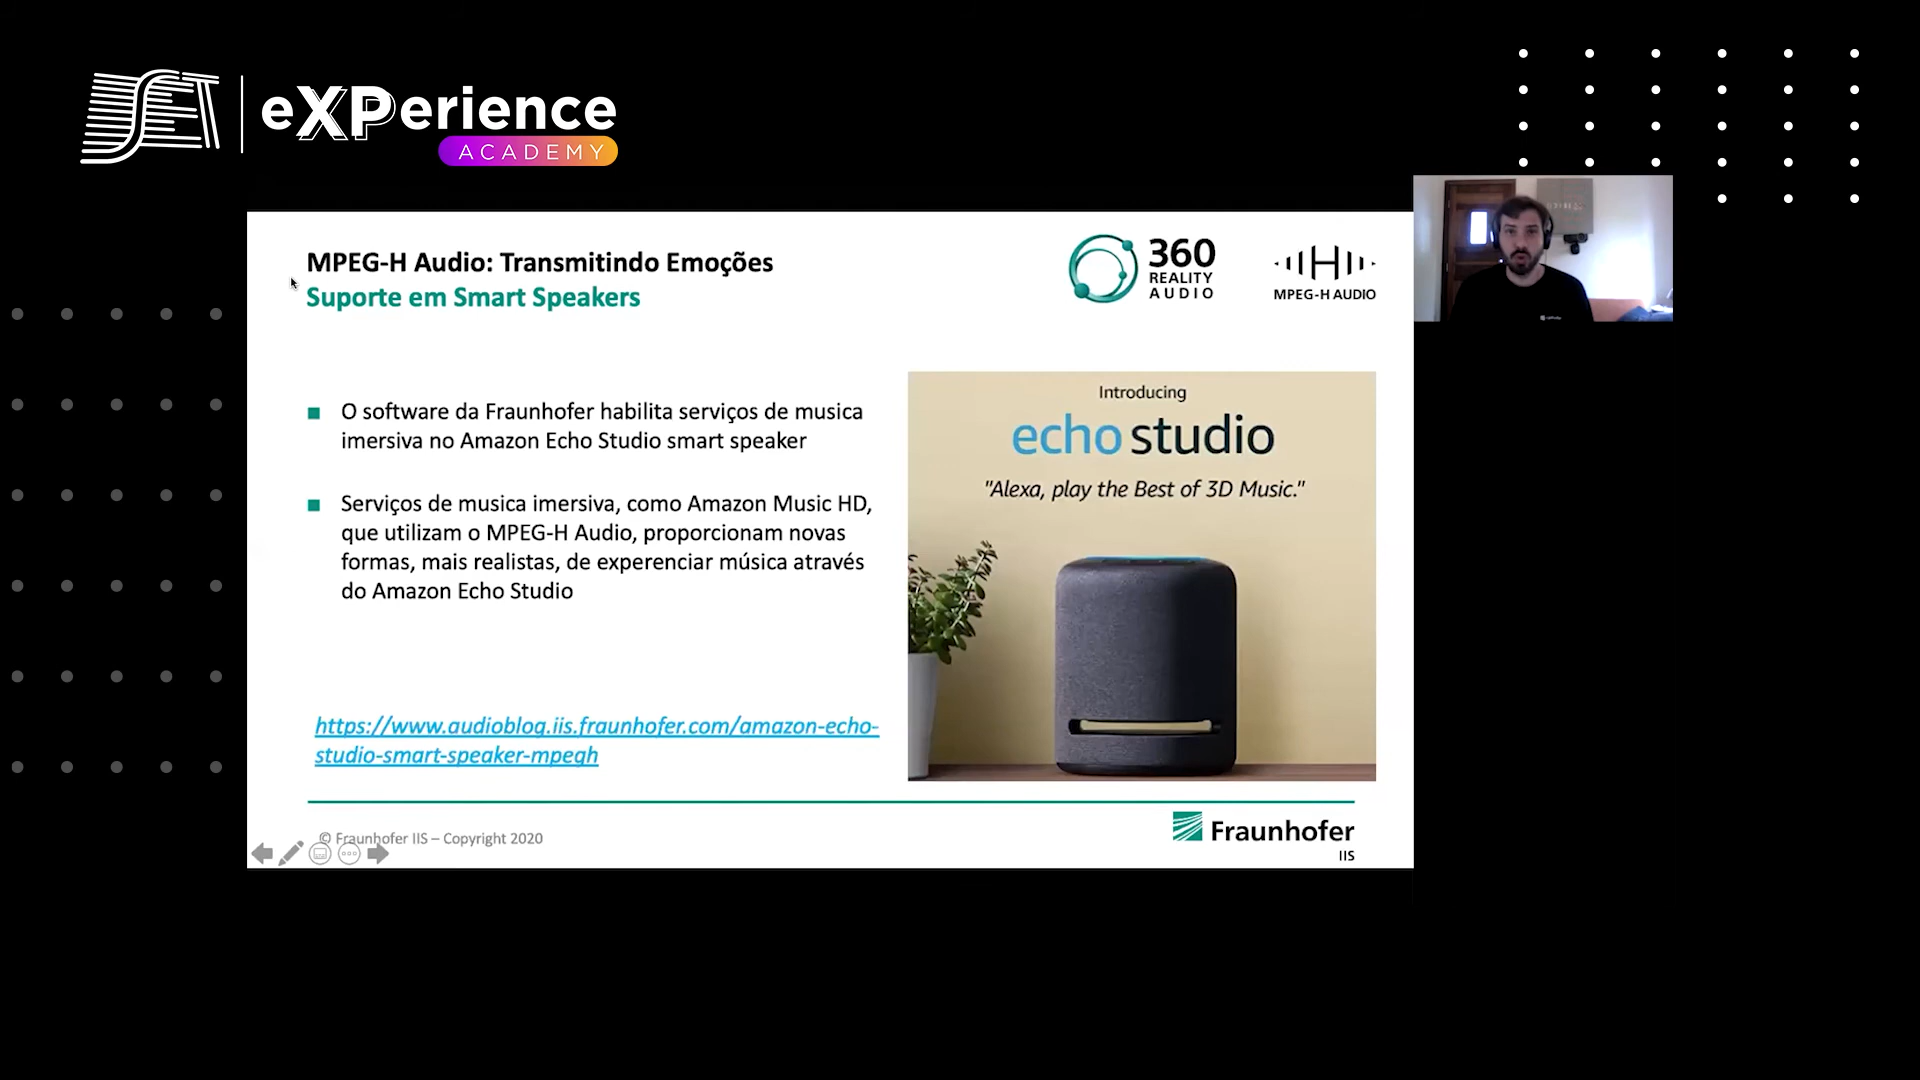 SET
eXPerience
ACADEMY
MPEG-H Audio: Transmitindo Emoções
Suporte em Smart Speakers
360
REALITY
AUDIO
MPEG-H AUDIO
O software da Fraunhofer habilita serviços de musica
imersiva no Amazon Echo Studio smart speaker
Serviços de musica imersiva, como Amazon Music HD,
que utilizam o MPEG-H Audio, proporcionam novas
formas, mais realistas, de experenciar música através
do Amazon Echo Studio
https://www.audioblog.iis.fraunhofer.com/amazon-echo-
studio-smart-speaker-mpegh
Introducing
echo studio
"Alexa, play the Best of 3D Music."
© Fraunhofer IIS – Copyright 2020
Fraunhofer
IIS